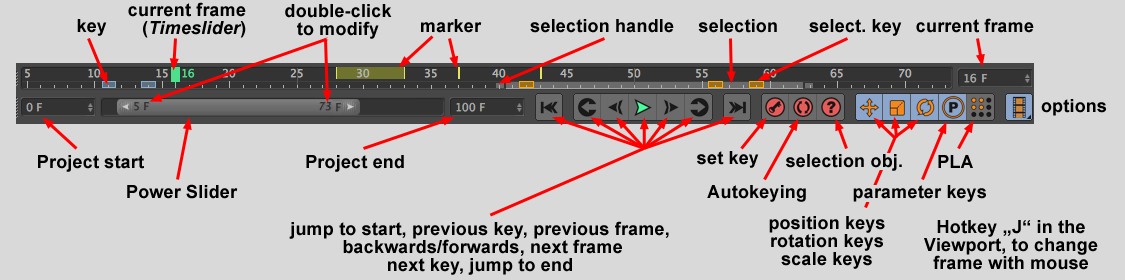 key
current frame
(Timeslider)
double-click
to modify
marker
selection handle
selection
select. key
current frame
5 10 15 16 20 25 30 35 40 45 50 55 60 65 70
16 F
0 F
5 F
73 F
100 F
P
options
Project start
Power Slider
Project end
set key
selection obj.
PLA
Autokeying
parameter keys
jump to start, previous key, previous frame,
backwards/forwards, next frame
next key, jump to end
position keys
rotation keys
scale keys
Hotkey „J“ in the
Viewport, to change
frame with mouse